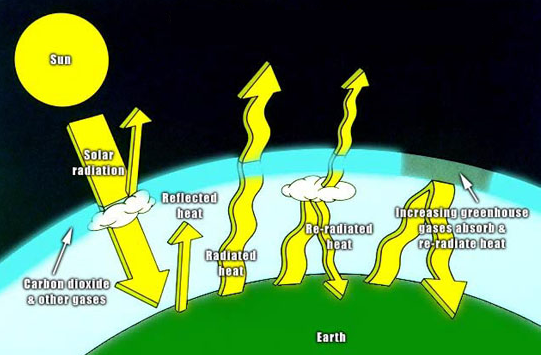 Sun
Solar
radiation
Reflected
heat
Radiated
heat
Re-radiated
heat
Increasing greenhouse
gases absorb &
re-radiate heat
Carbon dioxide
& other gases
Earth